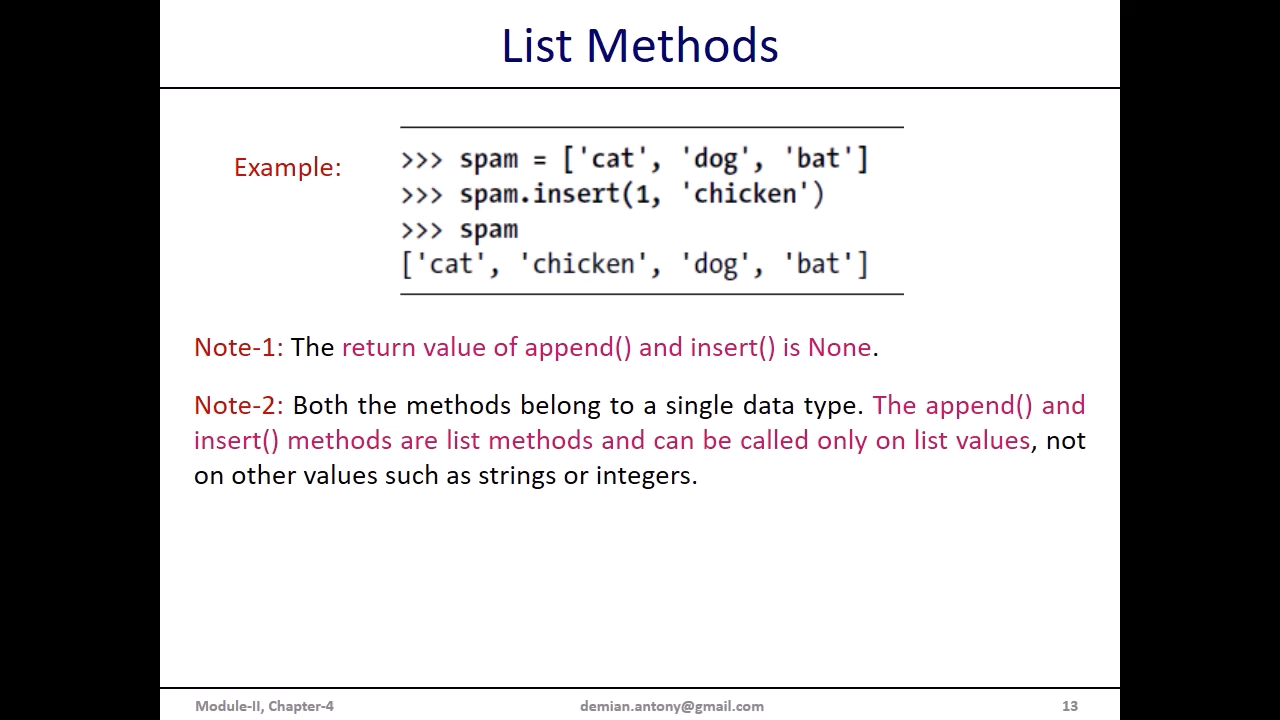 List Methods
Example:
>>> spam = ['cat', 'dog', 'bat']
>>> spam.insert(1, 'chicken')
>>> spam
['cat', 'chicken', 'dog', 'bat']
Note-1: The return value of append() and insert() is None.
Note-2: Both the methods belong to a single data type. The append() and
insert() methods are list methods and can be called only on list values, not
on other values such as strings or integers.
Module-II, Chapter-4
demian.antony@gmail.com
13